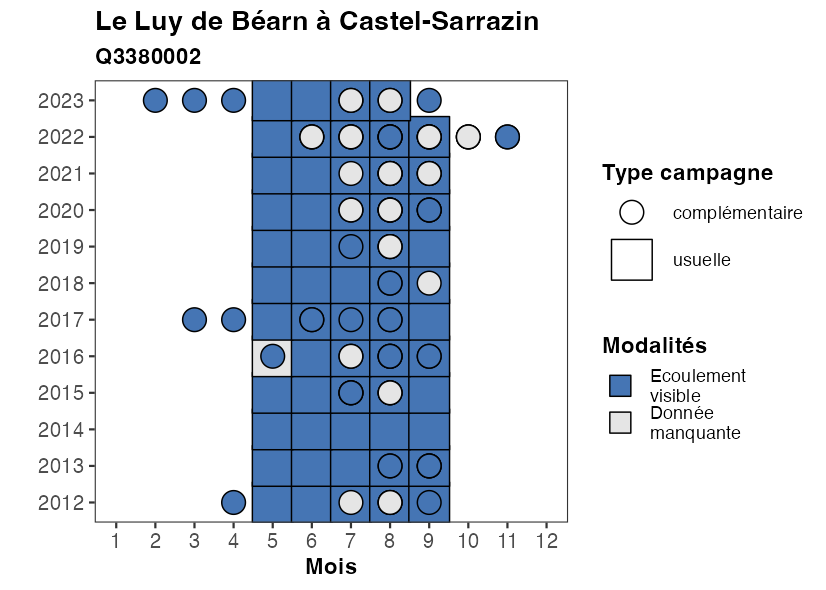 Le Luy de Béarn à Castel-Sarrazin
Q3380002
2023
2022
2021
2020
2019
2018
2017
2016
2015
2014
2013
2012
1 2 3 4 5 6 7 8 9 10 11 12
Mois
Type campagne
complémentaire
usuelle
Modalités
Ecoulement
visible
Donnée
manquante